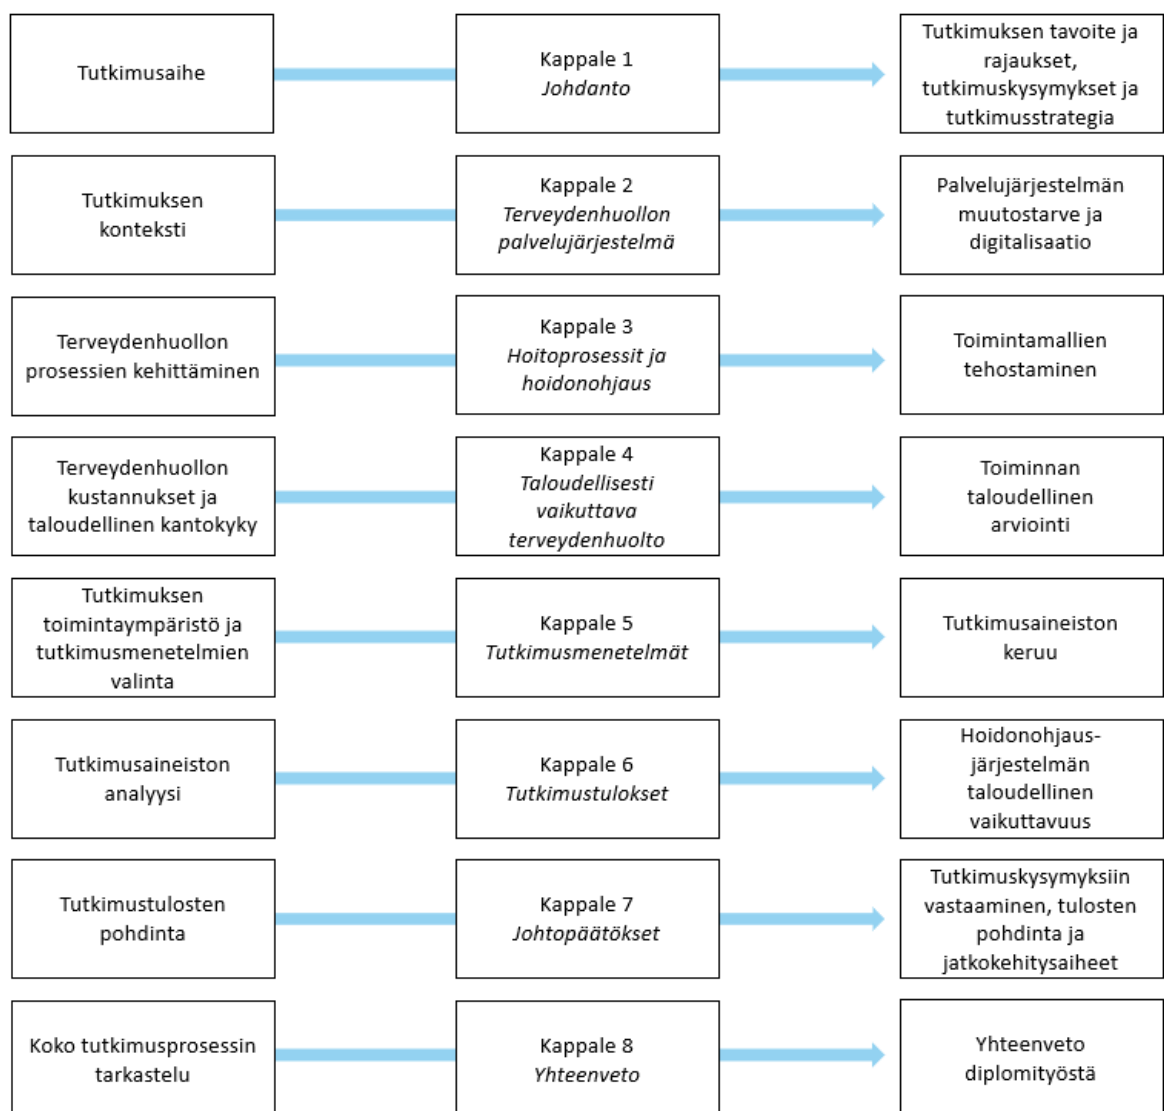 Tutkimusaihe
Kappale 1
Johdanto
Tutkimuksen tavoite ja
rajaukset,
tutkimuskysymykset ja
tutkimusstrategia
Tutkimuksen
konteksti
Kappale 2
Terveydenhuollon
palvelujärjestelmä
Palvelujärjestelmän
muutostarve ja
digitalisaatio
Terveydenhuollon
prosessien kehittäminen
Kappale 3
Hoitoprosessit ja
hoidonohjaus
Toimintamallien
tehostaminen
Terveydenhuollon
kustannukset ja
taloudellinen kantokyky
Kappale 4
Taloudellisesti
vaikuttava
terveydenhuolto
Toiminnan
taloudellinen
arviointi
Tutkimuksen
toimintaympäristö ja
tutkimusmenetelmien
valinta
Kappale 5
Tutkimusmenetelmät
Tutkimusaineiston
keruu
Tutkimusaineiston
analyysi
Kappale 6
Tutkimustulokset
Hoidonohjaus-
järjestelmän
taloudellinen
vaikuttavuus
Tutkimustulosten
pohdinta
Kappale 7
Johtopäätökset
Tutkimuskysymyksiin
vastaaminen, tulosten
pohdinta ja
jatkokehitysaiheet
Koko tutkimusprosessin
tarkastelu
Kappale 8
Yhteenveto
Yhteenveto
diplomityöstä